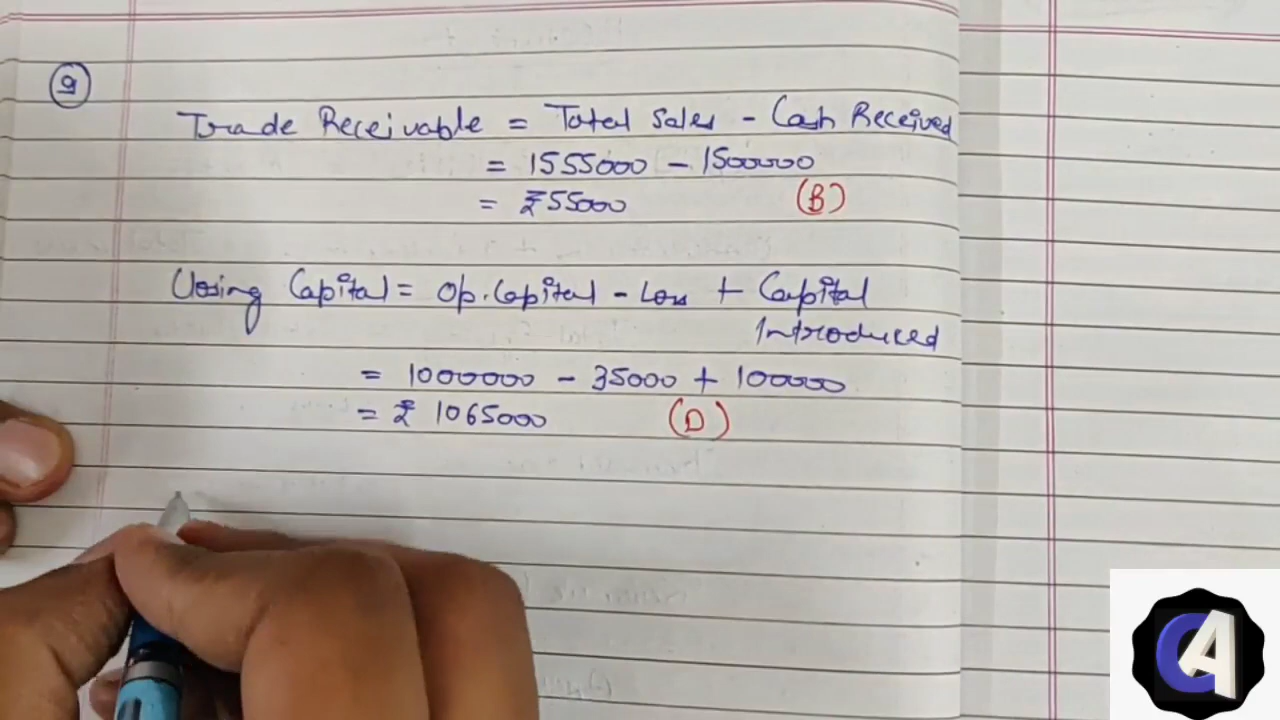 9
Trade Receivable = Total Sales - Cash Received
= 1555000 - 1500000
= ₹55000 (B)
Closing Capital = Op. Capital - Loss + Capital
Introduced
= 1000000 - 35000 + 100000
= ₹ 1065000 (D)
CA